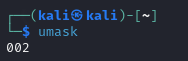 ┌──(kali㉿kali)-[~]
└─$ umask
002